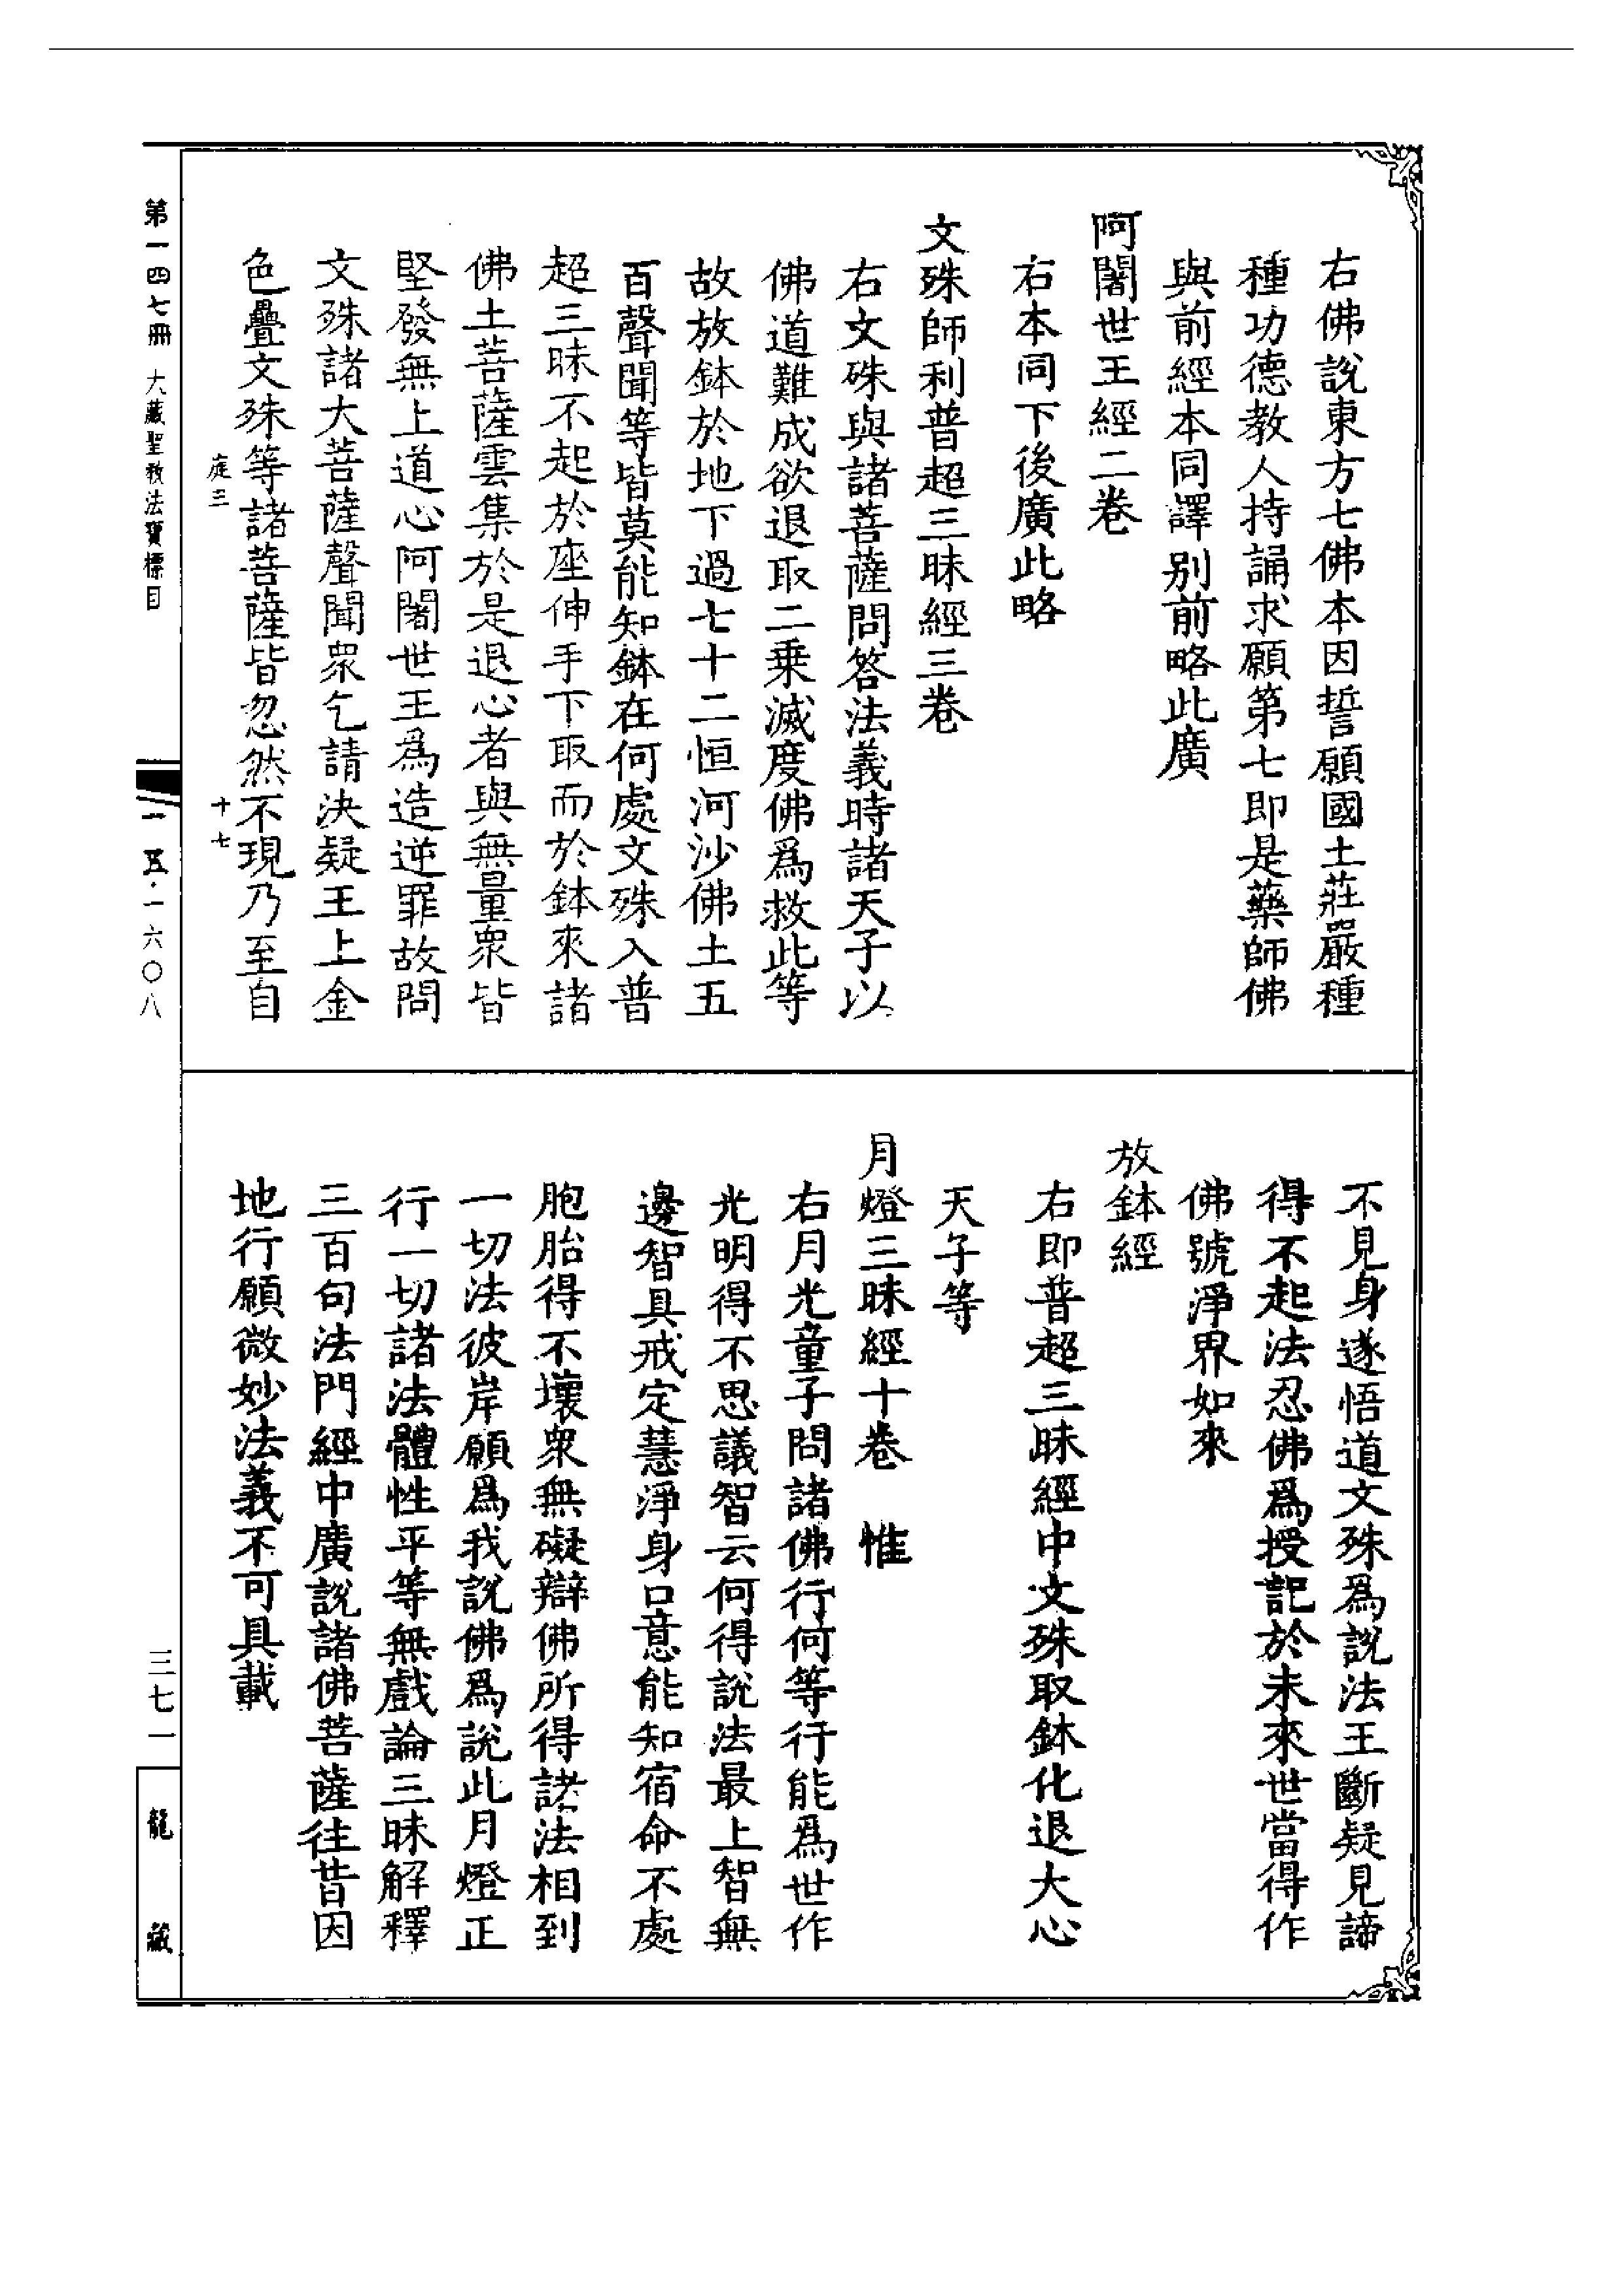 右佛說東方七佛本因誓願國土莊嚴種
種功德教人持誦求願第七即是藥師佛
與前經本同譯别前略此廣
阿闍世王經二卷
右本同下後廣此略
文殊師利普超三昧經三卷
右文殊與諸菩薩問答法義時諸天子以
佛道難成欲退取二乘滅度佛爲救此等
故放鉢於地下過七十二恒河沙佛土五
百聲聞等皆莫能知鉢在何處文殊入普
超三昧不起於座伸手下取而於鉢來諸
佛土菩薩雲集於是退心者與無量衆皆
堅發無上道心阿闍世王爲造逆罪故問
文殊諸大菩薩聲聞衆乞請決疑王上金
色疊文殊等諸菩薩皆忽然不現乃至自
庭三 十七
不見身遂悟道文殊爲說法王斷疑見諦
得不起法忍佛爲授記於未來世當得作
佛號淨界如來
放鉢經
右即普超三昧經中文殊取鉢化退大心
天子等
月燈三昧經十卷 惟
右月光童子問諸佛行何等行能爲世作
光明得不思議智云何得說法最上智無
邊智具戒定慧淨身口意能知宿命不處
胞胎得不壞衆無礙辯佛所得諸法相到
一切法彼岸願爲我說佛爲說此月燈正
行一切諸法體性平等無戲論三昧解釋
三百句法門經中廣說諸佛菩薩往昔因
地行願微妙法義不可具載
第一四七冊 大藏聖教法寶標目
一五·一六〇八
三七一
龍藏